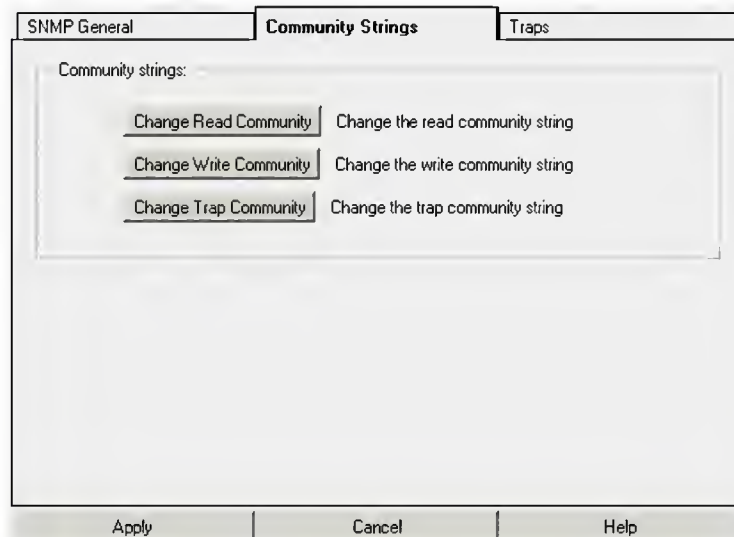 SNMP General Community Strings Traps
Community strings:
Change Read Community Change the read community string
Change Write Community Change the write community string
Change Trap Community Change the trap community string
Apply Cancel Help